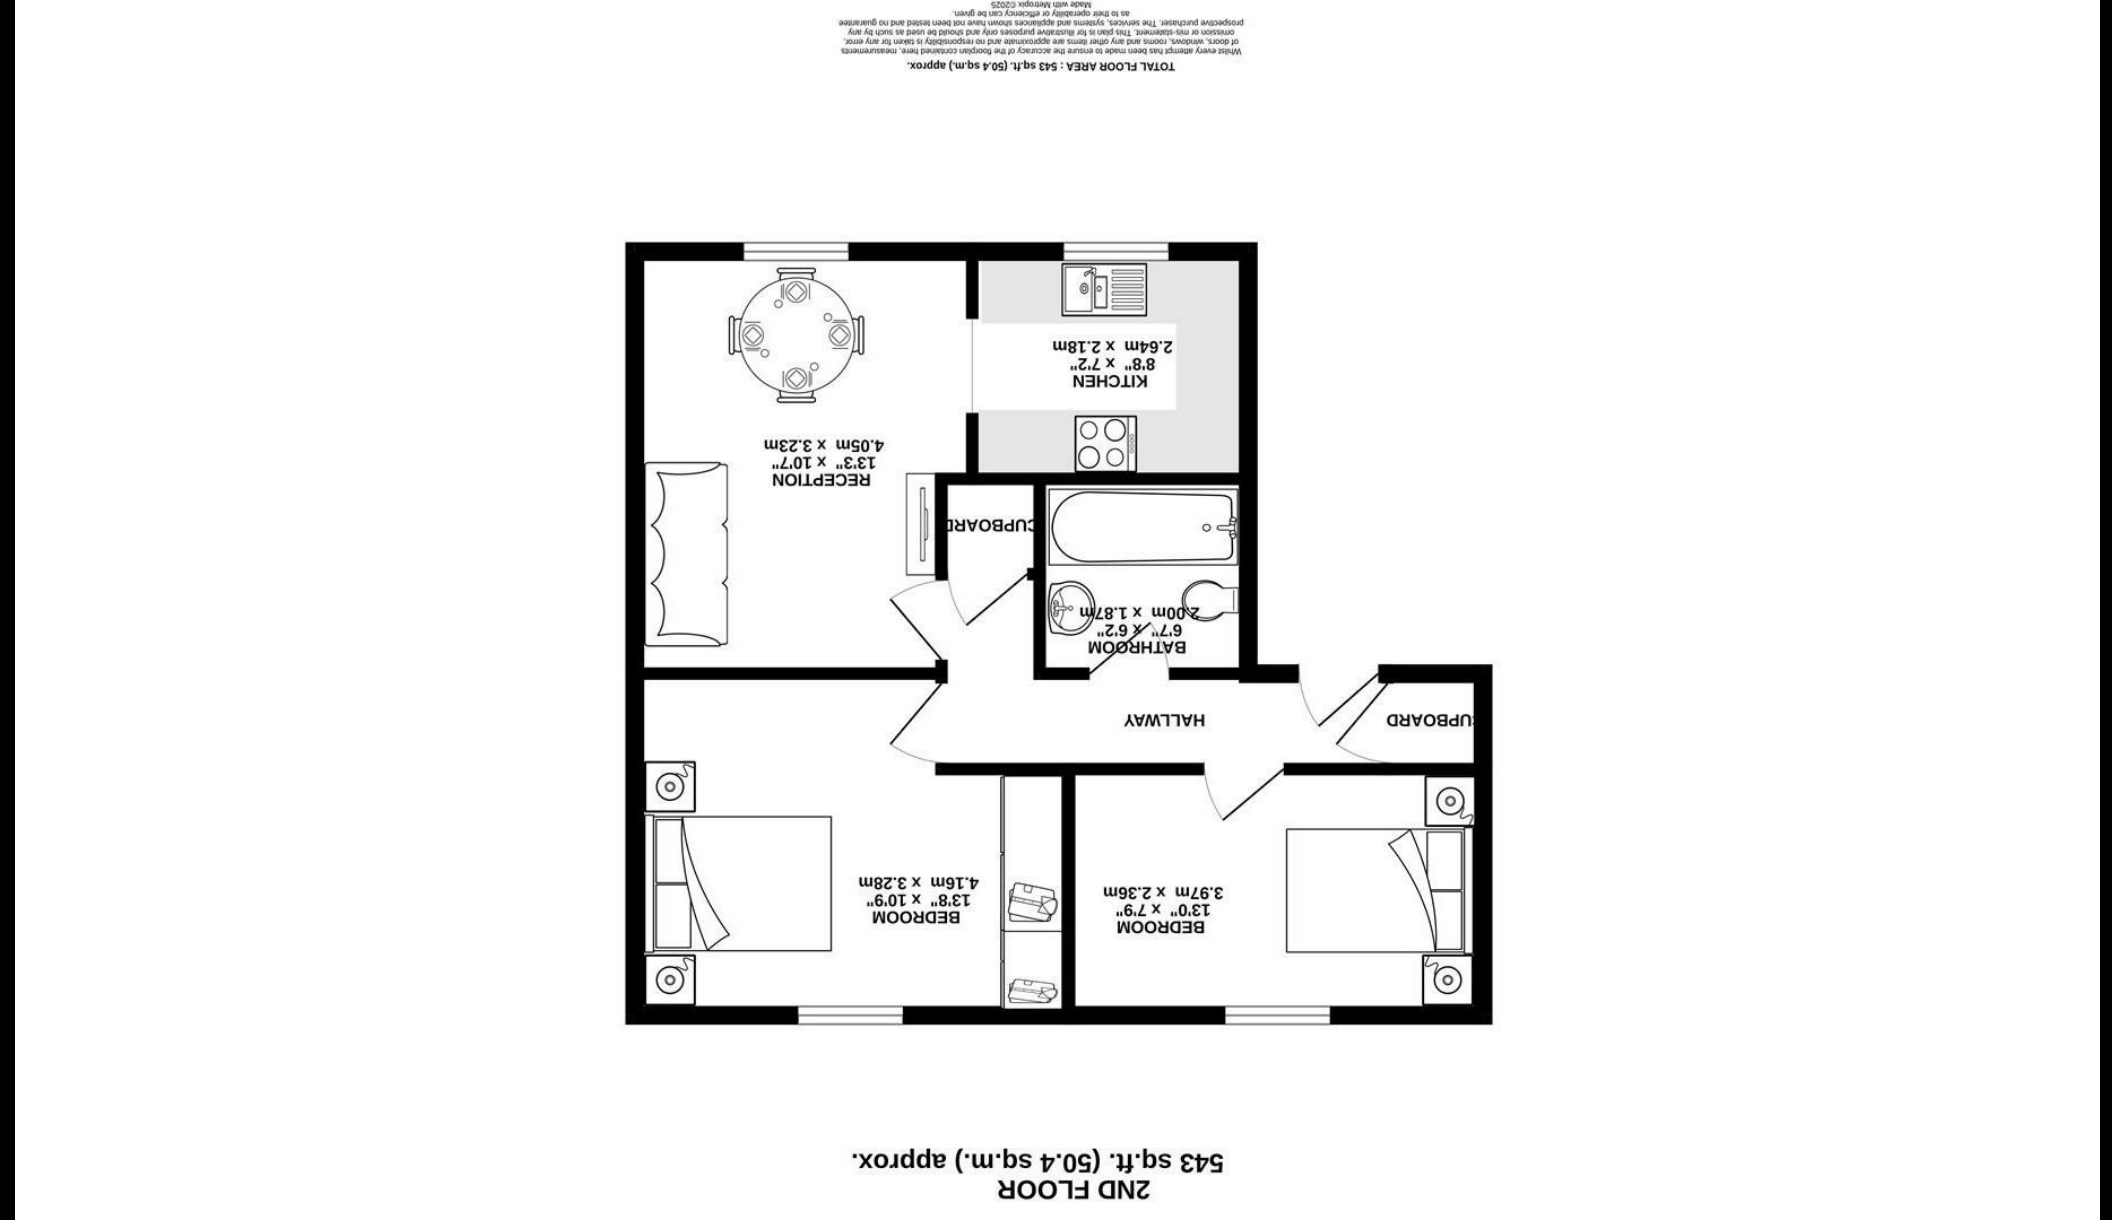 2ND FLOOR
543 sq.ft. (50.4 sq.m.) approx.
BEDROOM
13'0" x 7'9"
3.97m x 2.36m
BEDROOM
13'8" x 10'9"
4.16m x 3.28m
CUPBOARD
HALLWAY
BATHROOM
6'7" x 6'2"
2.00m x 1.87m
CUPBOARD
RECEPTION
13'3" x 10'7"
4.05m x 3.23m
KITCHEN
8'8" x 7'2"
2.64m x 2.18m
TOTAL FLOOR AREA : 543 sq.ft. (50.4 sq.m.) approx.
Whilst every attempt has been made to ensure the accuracy of the floorplan contained here, measurements
of doors, windows, rooms and any other items are approximate and no responsibility is taken for any error,
omission or mis-statement. This plan is for illustrative purposes only and should be used as such by any
prospective purchaser. The services, systems and appliances shown have not been tested and no guarantee
as to their operability or efficiency can be given.
Made with Metropix ©2025